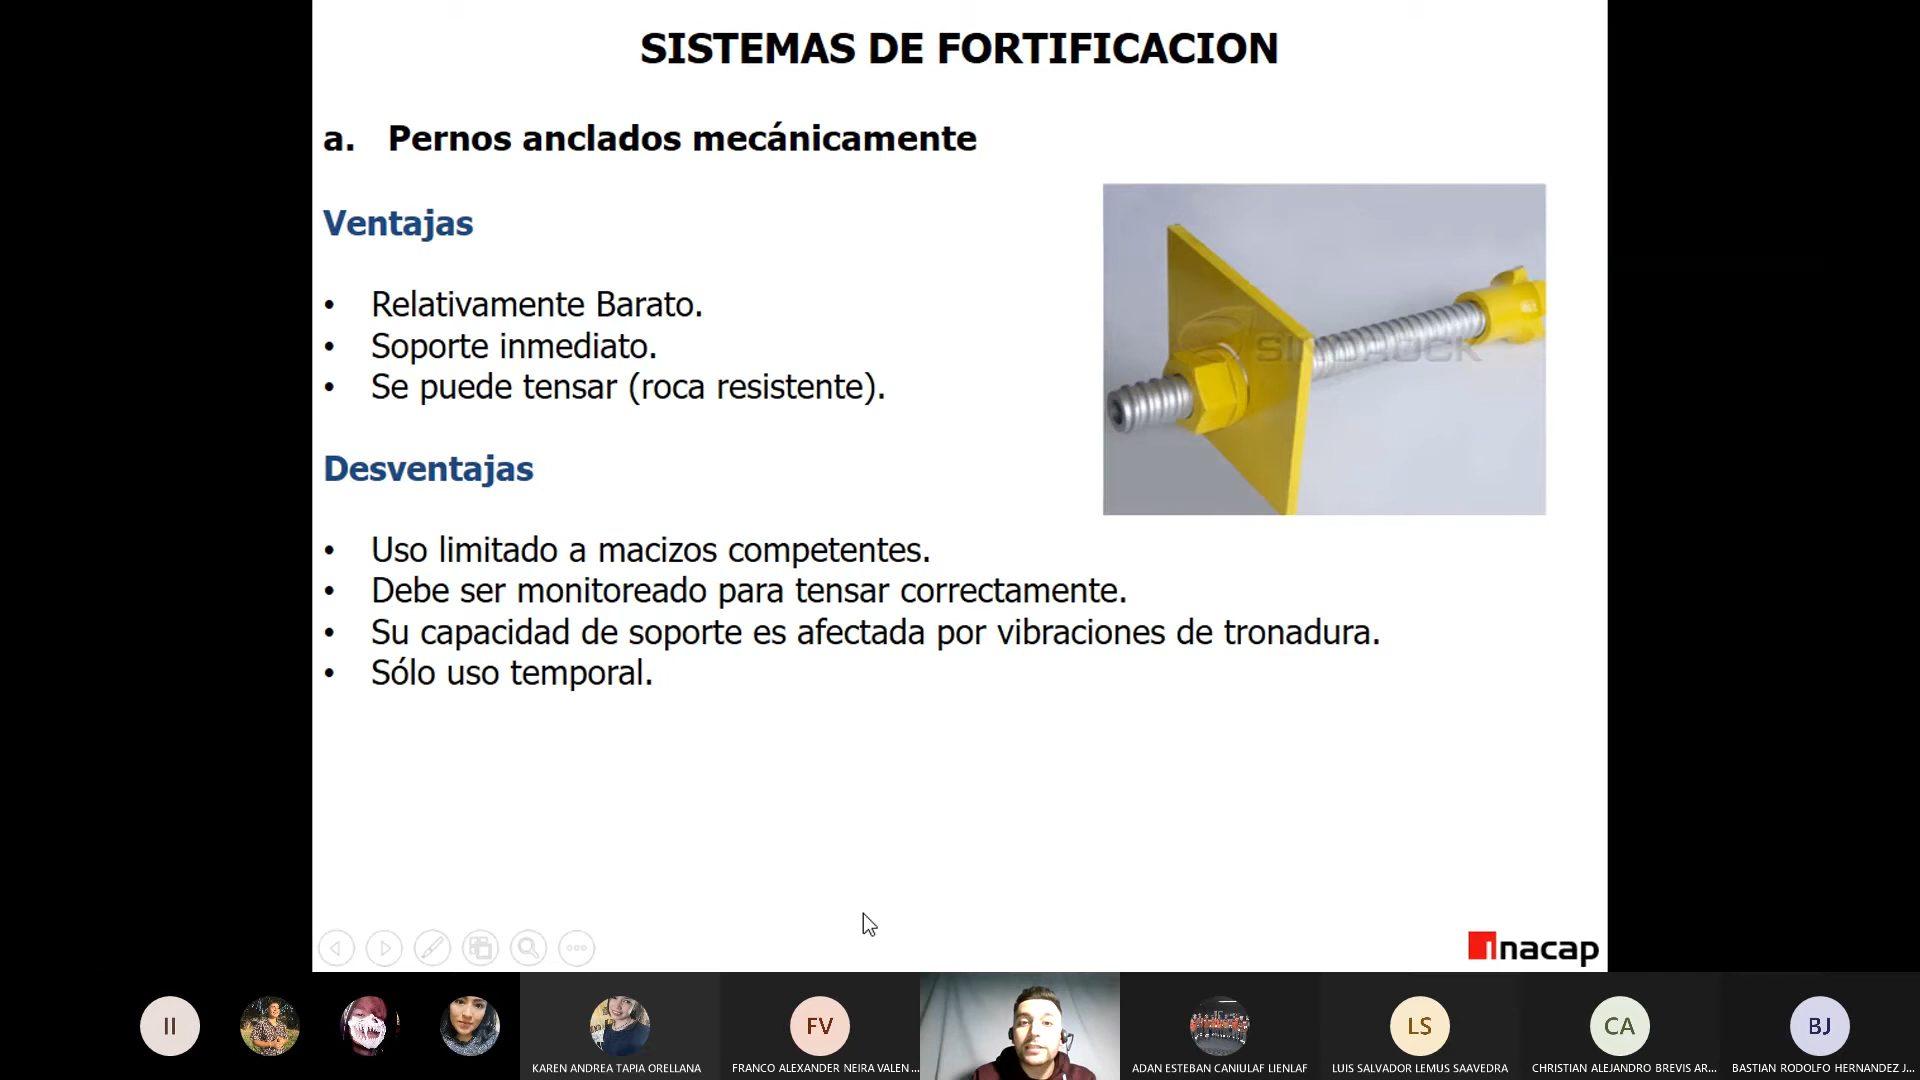 SISTEMAS DE FORTIFICACION
a. Pernos anclados mecánicamente
Ventajas
• Relativamente Barato.
• Soporte inmediato.
• Se puede tensar (roca resistente).
Desventajas
• Uso limitado a macizos competentes.
• Debe ser monitoreado para tensar correctamente.
• Su capacidad de soporte es afectada por vibraciones de tronadura.
• Sólo uso temporal.
inacap
II
FV
LS
CA
BJ
KAREN ANDREA TAPIA ORELLANA
FRANCO ALEXANDER NEIRA VALEN...
ADAN ESTEBAN CANIULAF LIENLAF
LUIS SALVADOR LEMUS SAAVEDRA
CHRISTIAN ALEJANDRO BREVIS AR...
BASTIAN RODOLFO HERNANDEZ J...